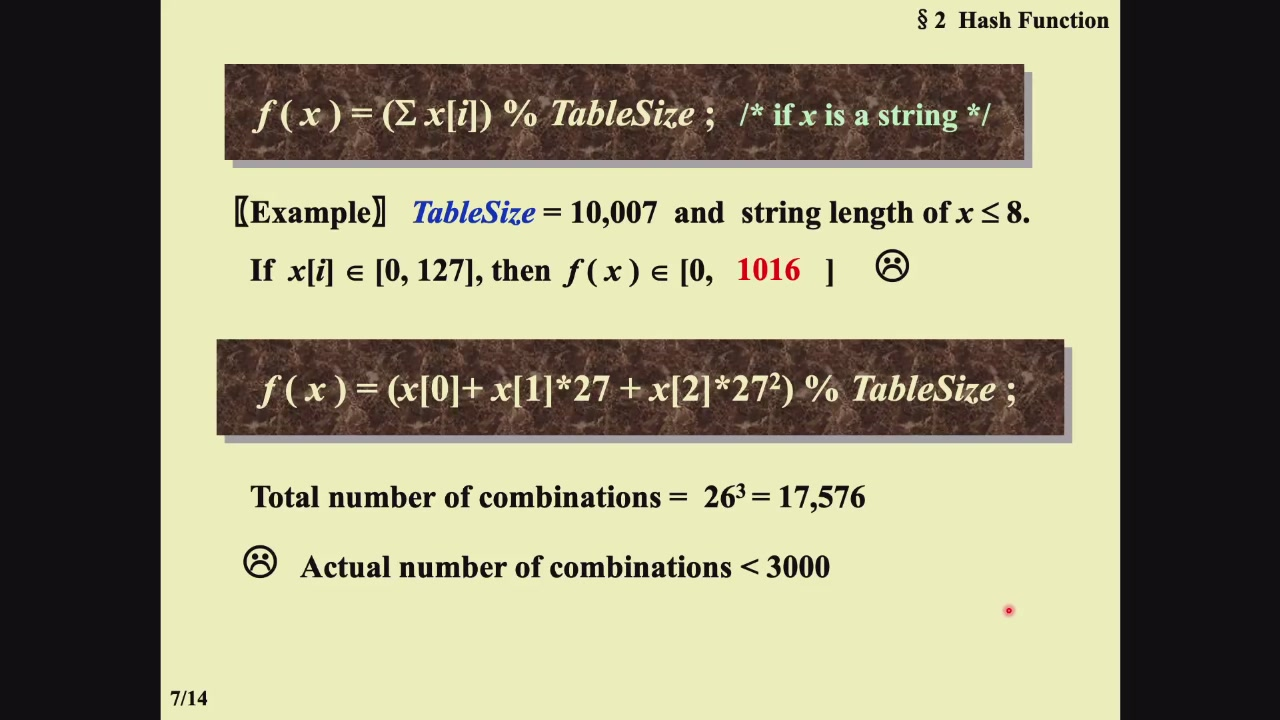 § 2 Hash Function
f ( x ) = (Σ x[i]) % TableSize ; /* if x is a string */
〖Example〗 TableSize = 10,007 and string length of x ≤ 8.
If x[i] ∈ [0, 127], then f ( x ) ∈ [0, 1016 ] ☹
f ( x ) = (x[0]+ x[1]*27 + x[2]*27²) % TableSize ;
Total number of combinations = 26³ = 17,576
☹ Actual number of combinations < 3000
7/14